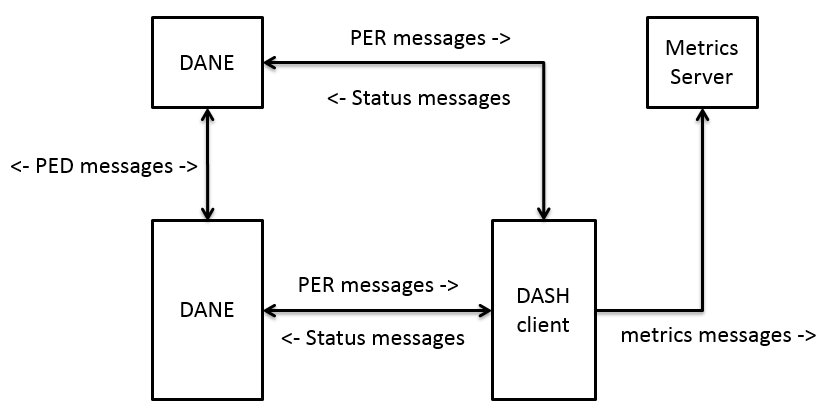 DANE
PER messages ->
<- Status messages
Metrics
Server
<- PED messages ->
DANE
PER messages ->
<- Status messages
DASH
client
metrics messages ->